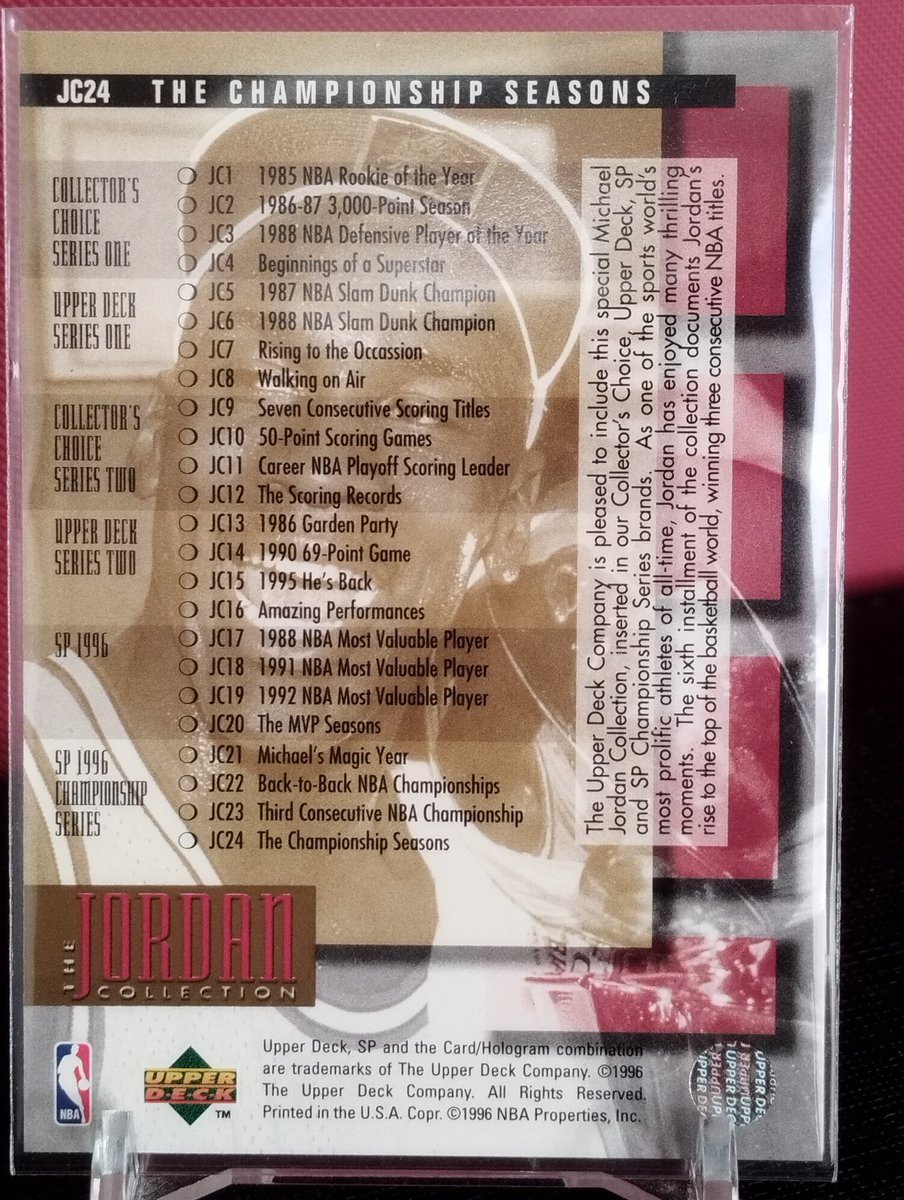 JC24 THE CHAMPIONSHIP SEASONS
COLLECTOR'S
CHOICE
SERIES ONE
JC1 1985 NBA Rookie of the Year
JC2 1986-87 3,000-Point Season
JC3 1988 NBA Defensive Player of the Year
JC4 Beginnings of a Superstar
UPPER DECK
SERIES ONE
JC5 1987 NBA Slam Dunk Champion
JC6 1988 NBA Slam Dunk Champion
JC7 Rising to the Occassion
JC8 Walking on Air
COLLECTOR'S
CHOICE
SERIES TWO
JC9 Seven Consecutive Scoring Titles
JC10 50-Point Scoring Games
JC11 Career NBA Playoff Scoring Leader
JC12 The Scoring Records
UPPER DECK
SERIES TWO
JC13 1986 Garden Party
JC14 1990 69-Point Game
JC15 1995 He's Back
JC16 Amazing Performances
SP 1996
JC17 1988 NBA Most Valuable Player
JC18 1991 NBA Most Valuable Player
JC19 1992 NBA Most Valuable Player
JC20 The MVP Seasons
SP 1996
CHAMPIONSHIP
SERIES
JC21 Michael's Magic Year
JC22 Back-to-Back NBA Championships
JC23 Third Consecutive NBA Championship
JC24 The Championship Seasons
The Upper Deck Company is pleased to include this special Michael
Jordan Collection, inserted in our Collector's Choice, Upper Deck, SP
and SP Championship Series brands. As one of the sports world's
most prolific athletes of all-time, Jordan has enjoyed many thrilling
moments. The sixth installment of the collection documents Jordan's
rise to the top of the basketball world, winning three consecutive NBA titles.
THE
JORDAN
COLLECTION
NBA
UPPER
DECK
TM
Upper Deck, SP and the Card/Hologram combination
are trademarks of The Upper Deck Company. ©1996
The Upper Deck Company. All Rights Reserved.
Printed in the U.S.A. Copr. ©1996 NBA Properties, Inc.